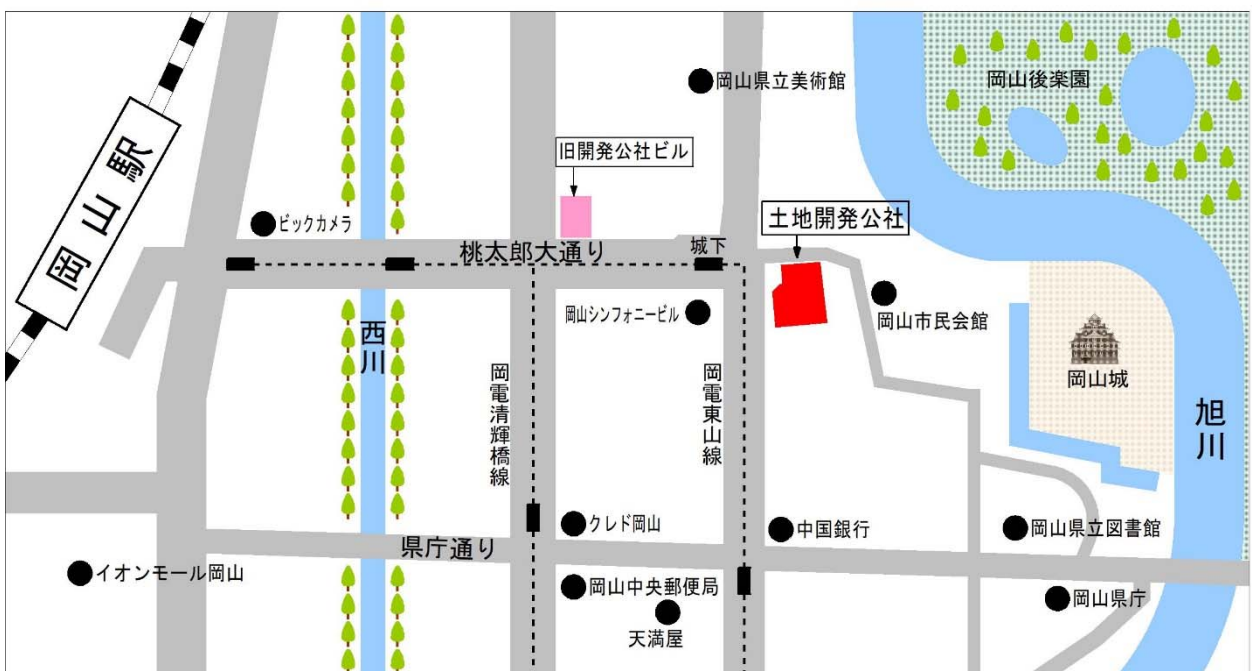 岡山県立美術館
岡山後楽園
旧開発公社ビル
土地開発公社
ビックカメラ
桃太郎大通り
城下
岡山駅
岡山シンフォニービル
岡山市民会館
西川
岡電清輝橋線
岡電東山線
岡山城
旭川
クレド岡山
中国銀行
岡山県立図書館
県庁通り
イオンモール岡山
岡山中央郵便局
岡山県庁
天満屋